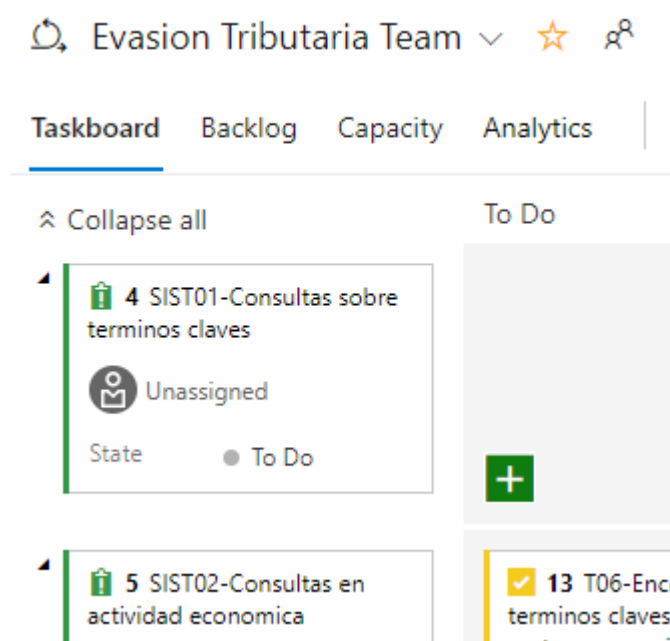 Evasion Tributaria Team
Taskboard Backlog Capacity Analytics
Collapse all
To Do
4 SIST01-Consultas sobre
terminos claves
Unassigned
State To Do
5 SIST02-Consultas en
actividad economica
13 T06-Enc
terminos claves